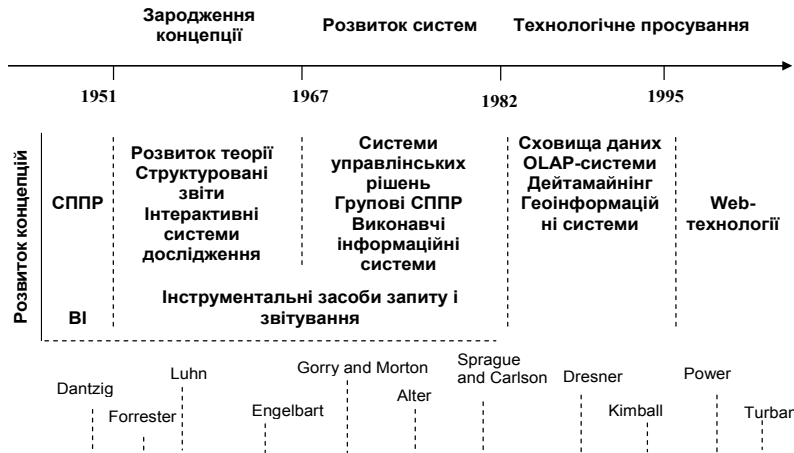 Зародження
концепції
Розвиток систем
Технологічне просування
1951
1967
1982
1995
Розвиток концепцій
СППР
Розвиток теорії
Структуровані
звіти
Інтерактивні
системи
дослідження
Системи
управлінських
рішень
Групові СППР
Виконавчі
інформаційні
системи
Сховища даних
OLAP-системи
Дейтамайнінг
Геоінформацій
ні системи
Web-
технології
BI
Інструментальні засоби запиту і
звітування
Dantzig
Forrester
Luhn
Engelbart
Gorry and Morton
Alter
Sprague
and Carlson
Dresner
Kimball
Power
Turban